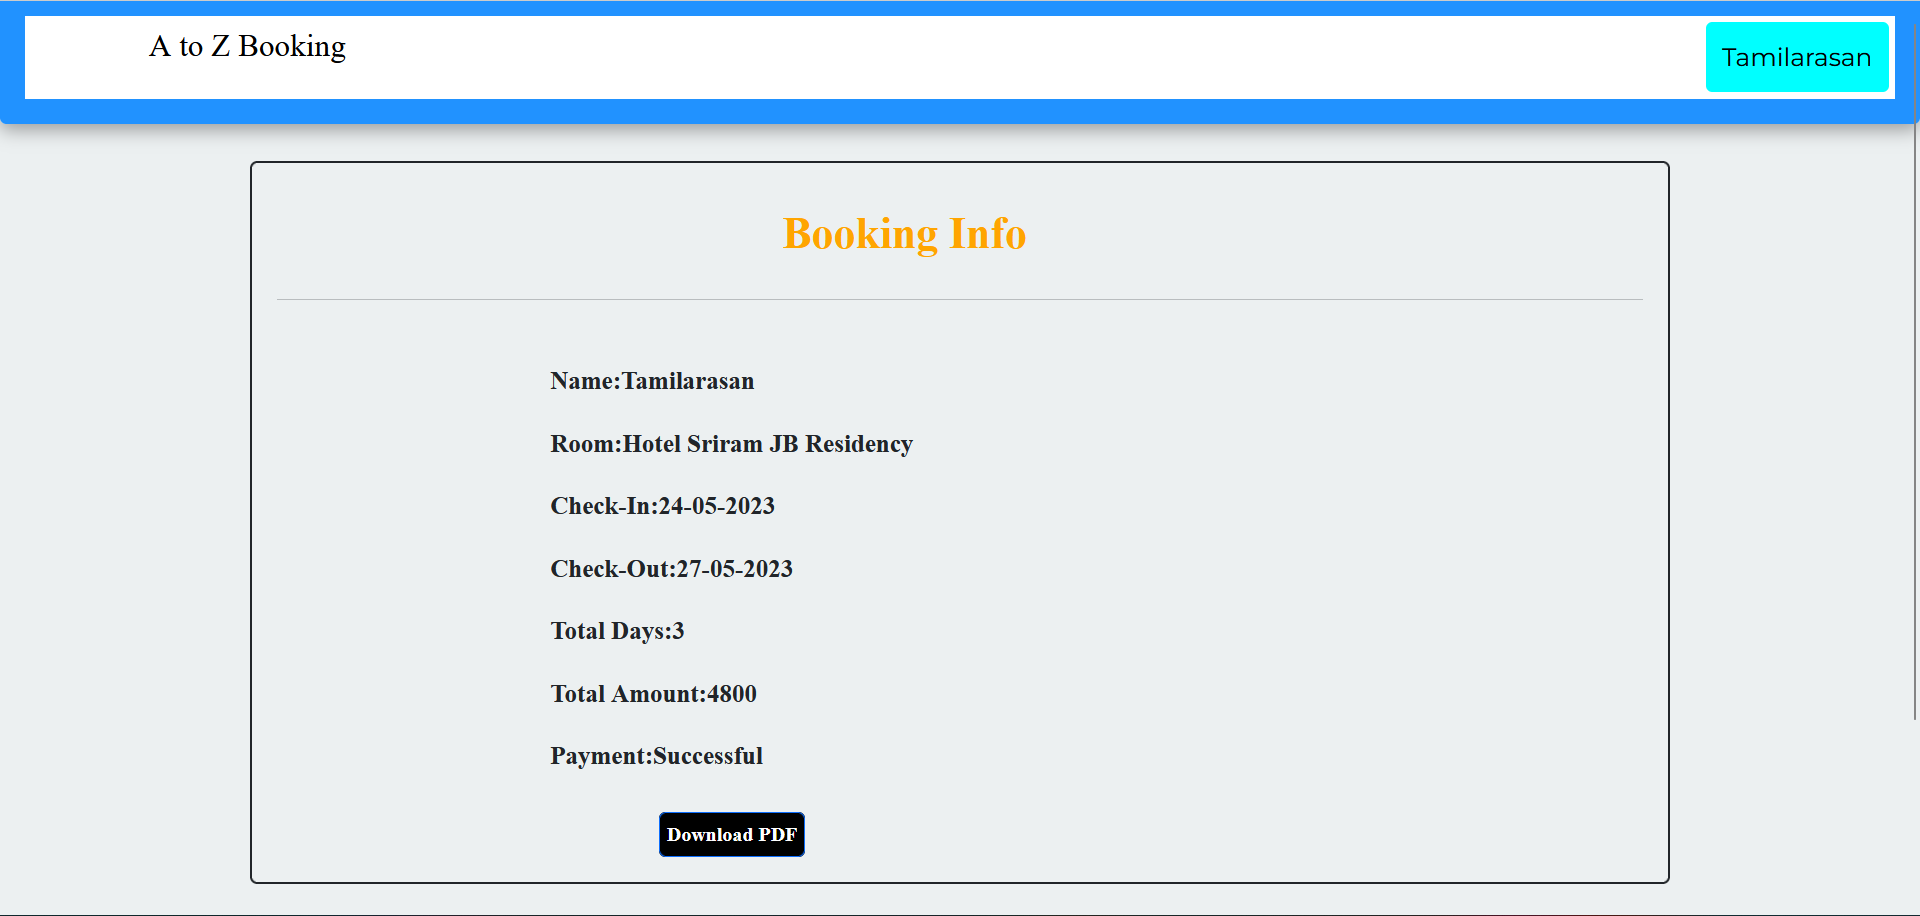 A to Z Booking
Tamilarasan
Booking Info
Name:Tamilarasan
Room:Hotel Sriram JB Residency
Check-In:24-05-2023
Check-Out:27-05-2023
Total Days:3
Total Amount:4800
Payment:Successful
Download PDF